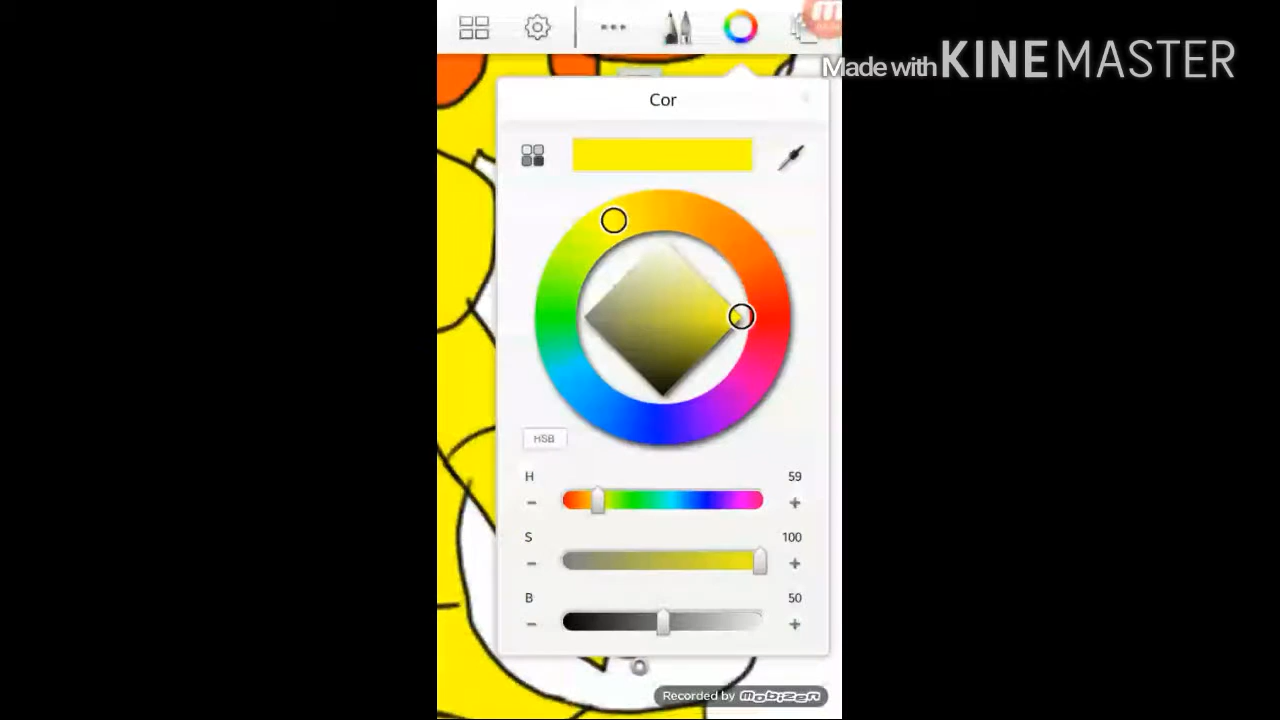 Made with KINEMASTER
Cor
HSB
H 59
- +
S 100
- +
B 50
- +
Recorded by mobizen